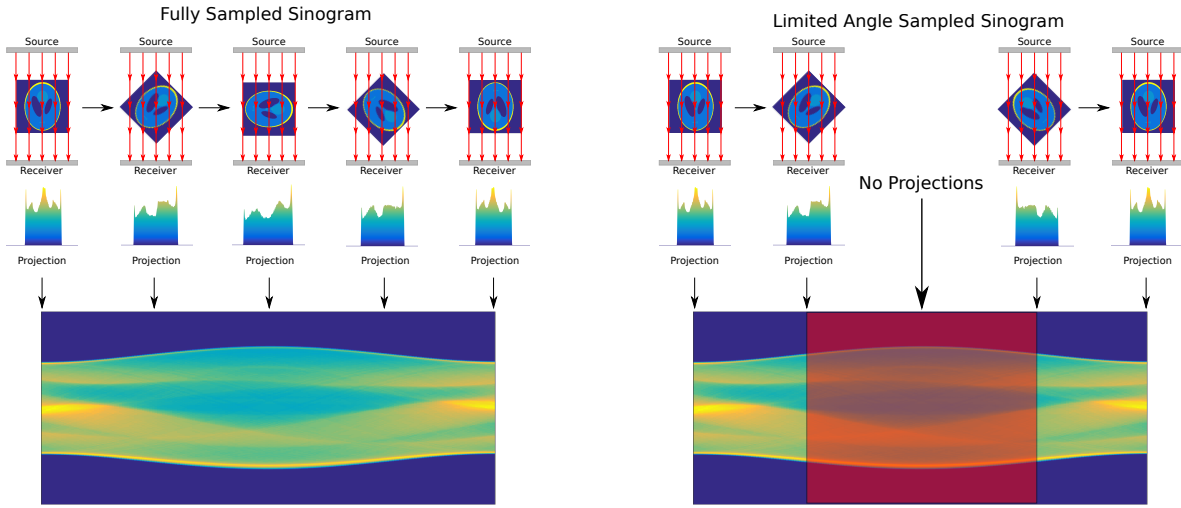 Fully Sampled Sinogram
Source Source Source Source Source
Receiver Receiver Receiver Receiver Receiver
Projection Projection Projection Projection Projection
Limited Angle Sampled Sinogram
Source Source Source Source
Receiver Receiver Receiver Receiver
No Projections
Projection Projection Projection Projection